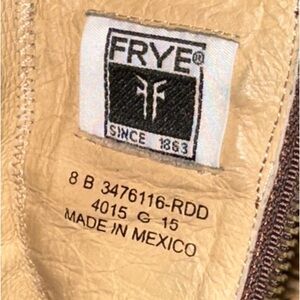 FRYE®
SINCE 1863
8 B 3476116-RDD
4015 G 15
MADE IN MEXICO